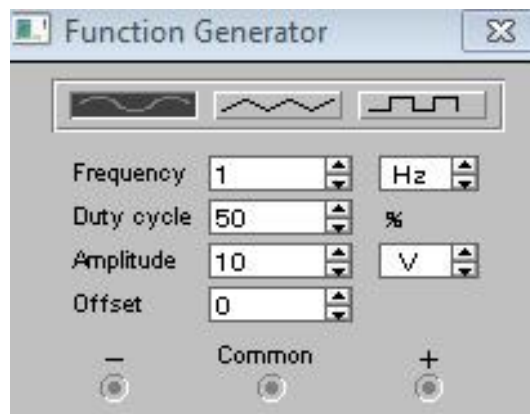 Function Generator
Frequency 1 Hz
Duty cycle 50 %
Amplitude 10 V
Offset 0
− Common +